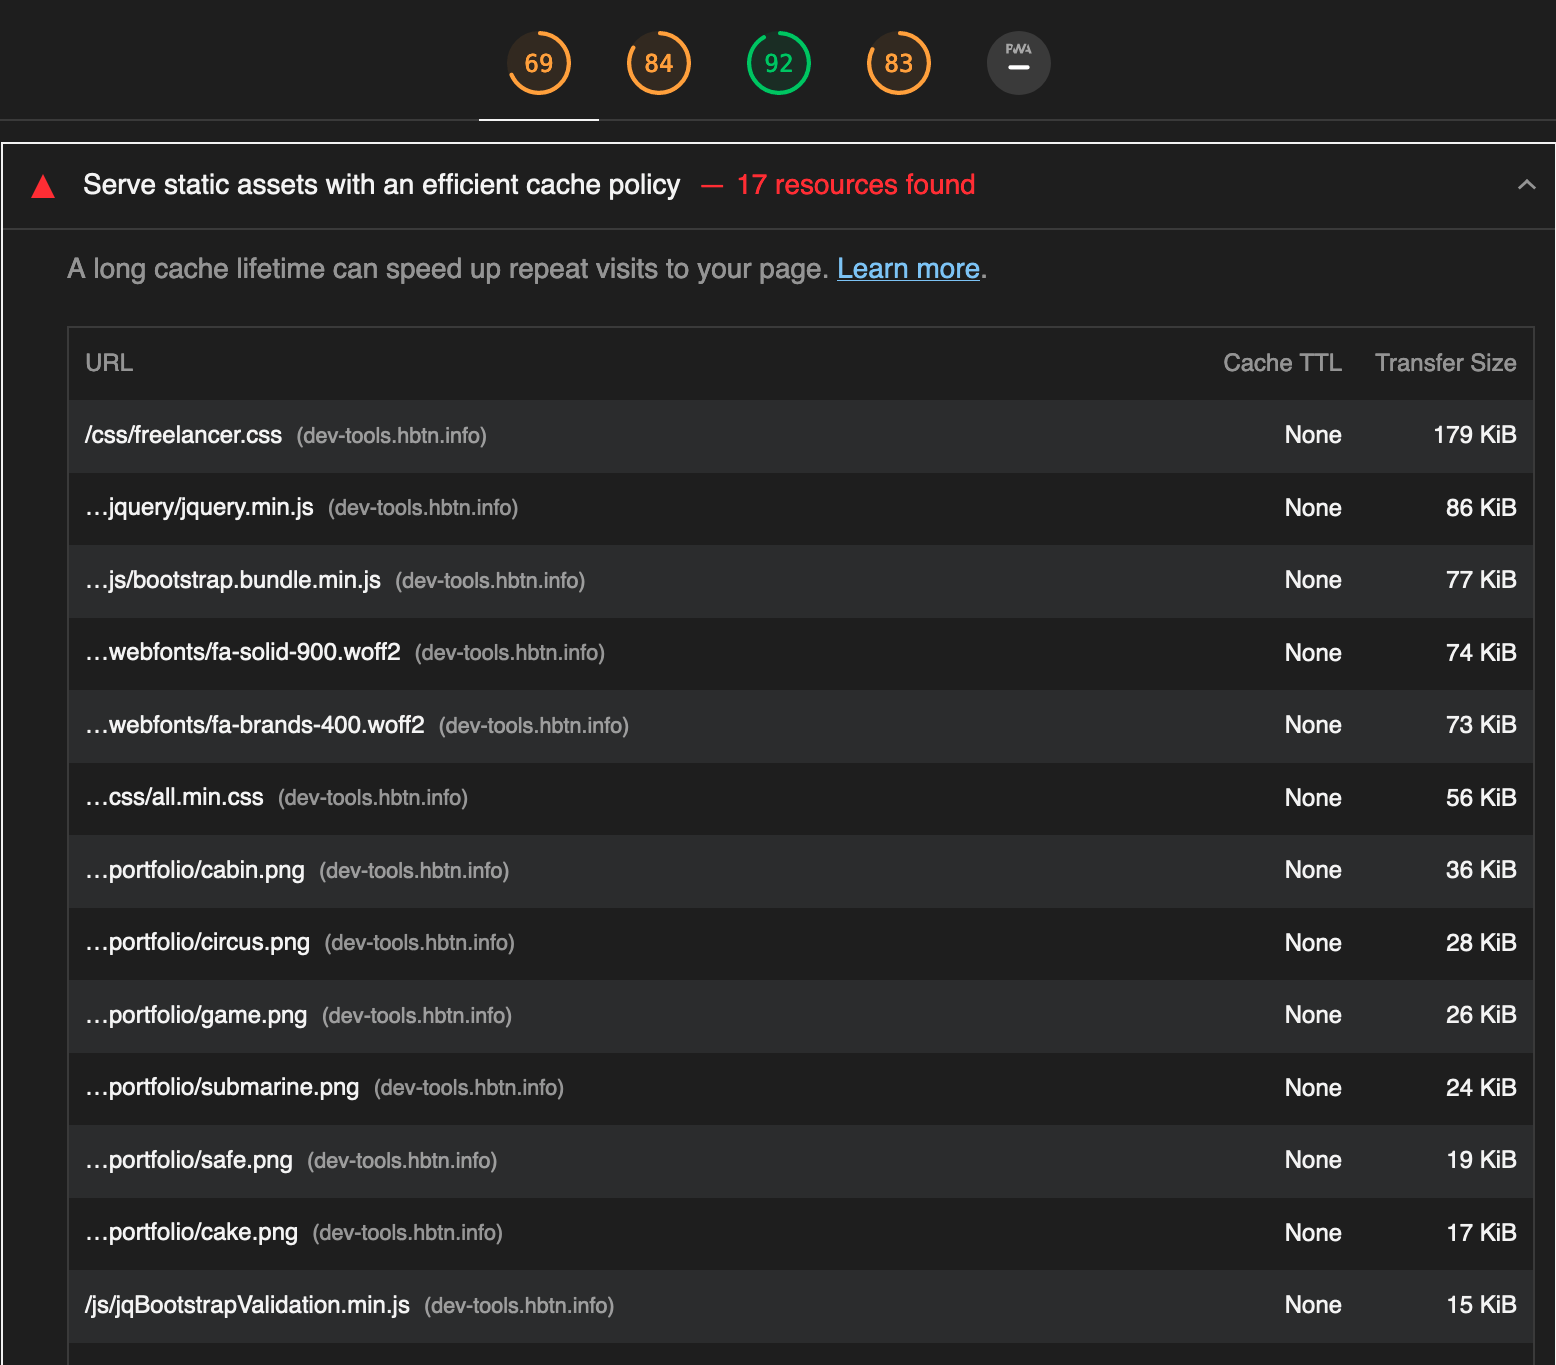 69 84 92 83 PWA
Serve static assets with an efficient cache policy — 17 resources found
A long cache lifetime can speed up repeat visits to your page. Learn more.
URL Cache TTL Transfer Size
/css/freelancer.css (dev-tools.hbtn.info) None 179 KiB
…jquery/jquery.min.js (dev-tools.hbtn.info) None 86 KiB
…js/bootstrap.bundle.min.js (dev-tools.hbtn.info) None 77 KiB
…webfonts/fa-solid-900.woff2 (dev-tools.hbtn.info) None 74 KiB
…webfonts/fa-brands-400.woff2 (dev-tools.hbtn.info) None 73 KiB
…css/all.min.css (dev-tools.hbtn.info) None 56 KiB
…portfolio/cabin.png (dev-tools.hbtn.info) None 36 KiB
…portfolio/circus.png (dev-tools.hbtn.info) None 28 KiB
…portfolio/game.png (dev-tools.hbtn.info) None 26 KiB
…portfolio/submarine.png (dev-tools.hbtn.info) None 24 KiB
…portfolio/safe.png (dev-tools.hbtn.info) None 19 KiB
…portfolio/cake.png (dev-tools.hbtn.info) None 17 KiB
/js/jqBootstrapValidation.min.js (dev-tools.hbtn.info) None 15 KiB